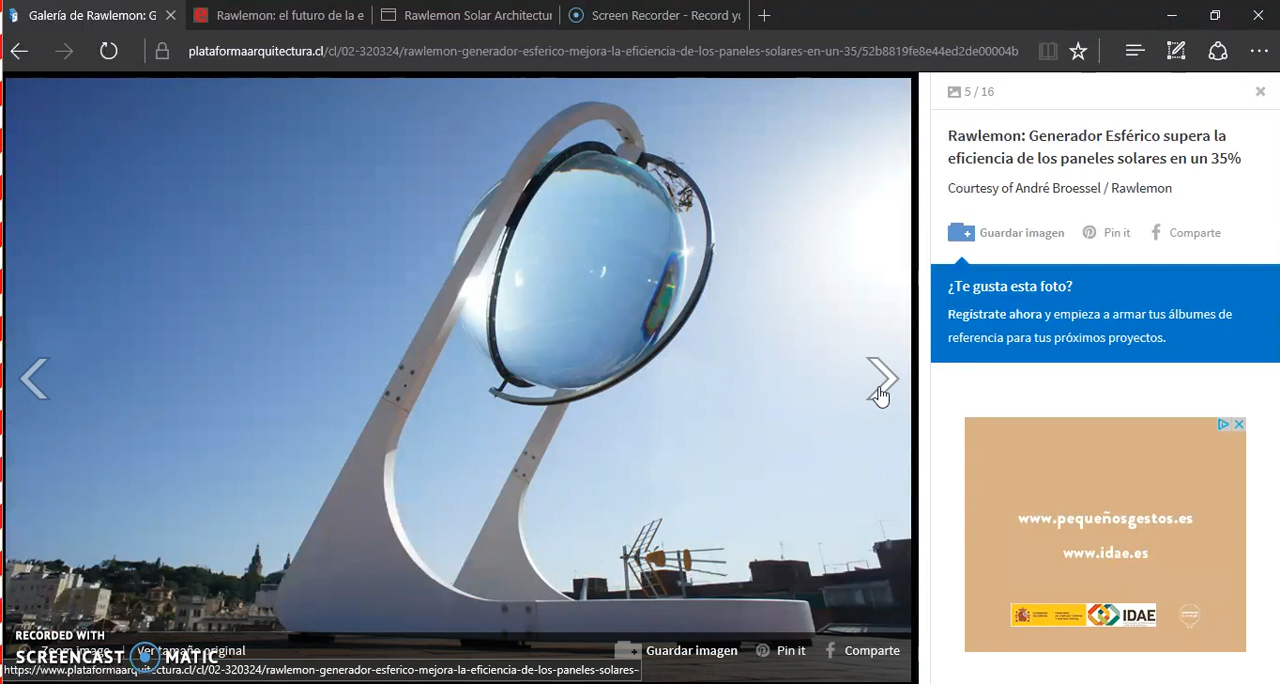 Galería de Rawlemon: G
Rawlemon: el futuro de la e
Rawlemon Solar Architectur
Screen Recorder - Record yo
plataformaarquitectura.cl/cl/02-320324/rawlemon-generador-esferico-mejora-la-eficiencia-de-los-paneles-solares-en-un-35/52b8819fe8e44ed2de00004b
5 / 16
Rawlemon: Generador Esférico supera la
eficiencia de los paneles solares en un 35%
Courtesy of André Broessel / Rawlemon
Guardar imagen
Pin it
Comparte
¿Te gusta esta foto?
Regístrate ahora y empieza a armar tus álbumes de
referencia para tus próximos proyectos.
www.pequeñosgestos.es
www.idae.es
IDAE
RECORDED WITH
SCREENCAST MATIC
Zoom image | Ver tamaño original
Guardar imagen
Pin it
Comparte
https://www.plataformaarquitectura.cl/cl/02-320324/rawlemon-generador-esferico-mejora-la-eficiencia-de-los-paneles-solares-